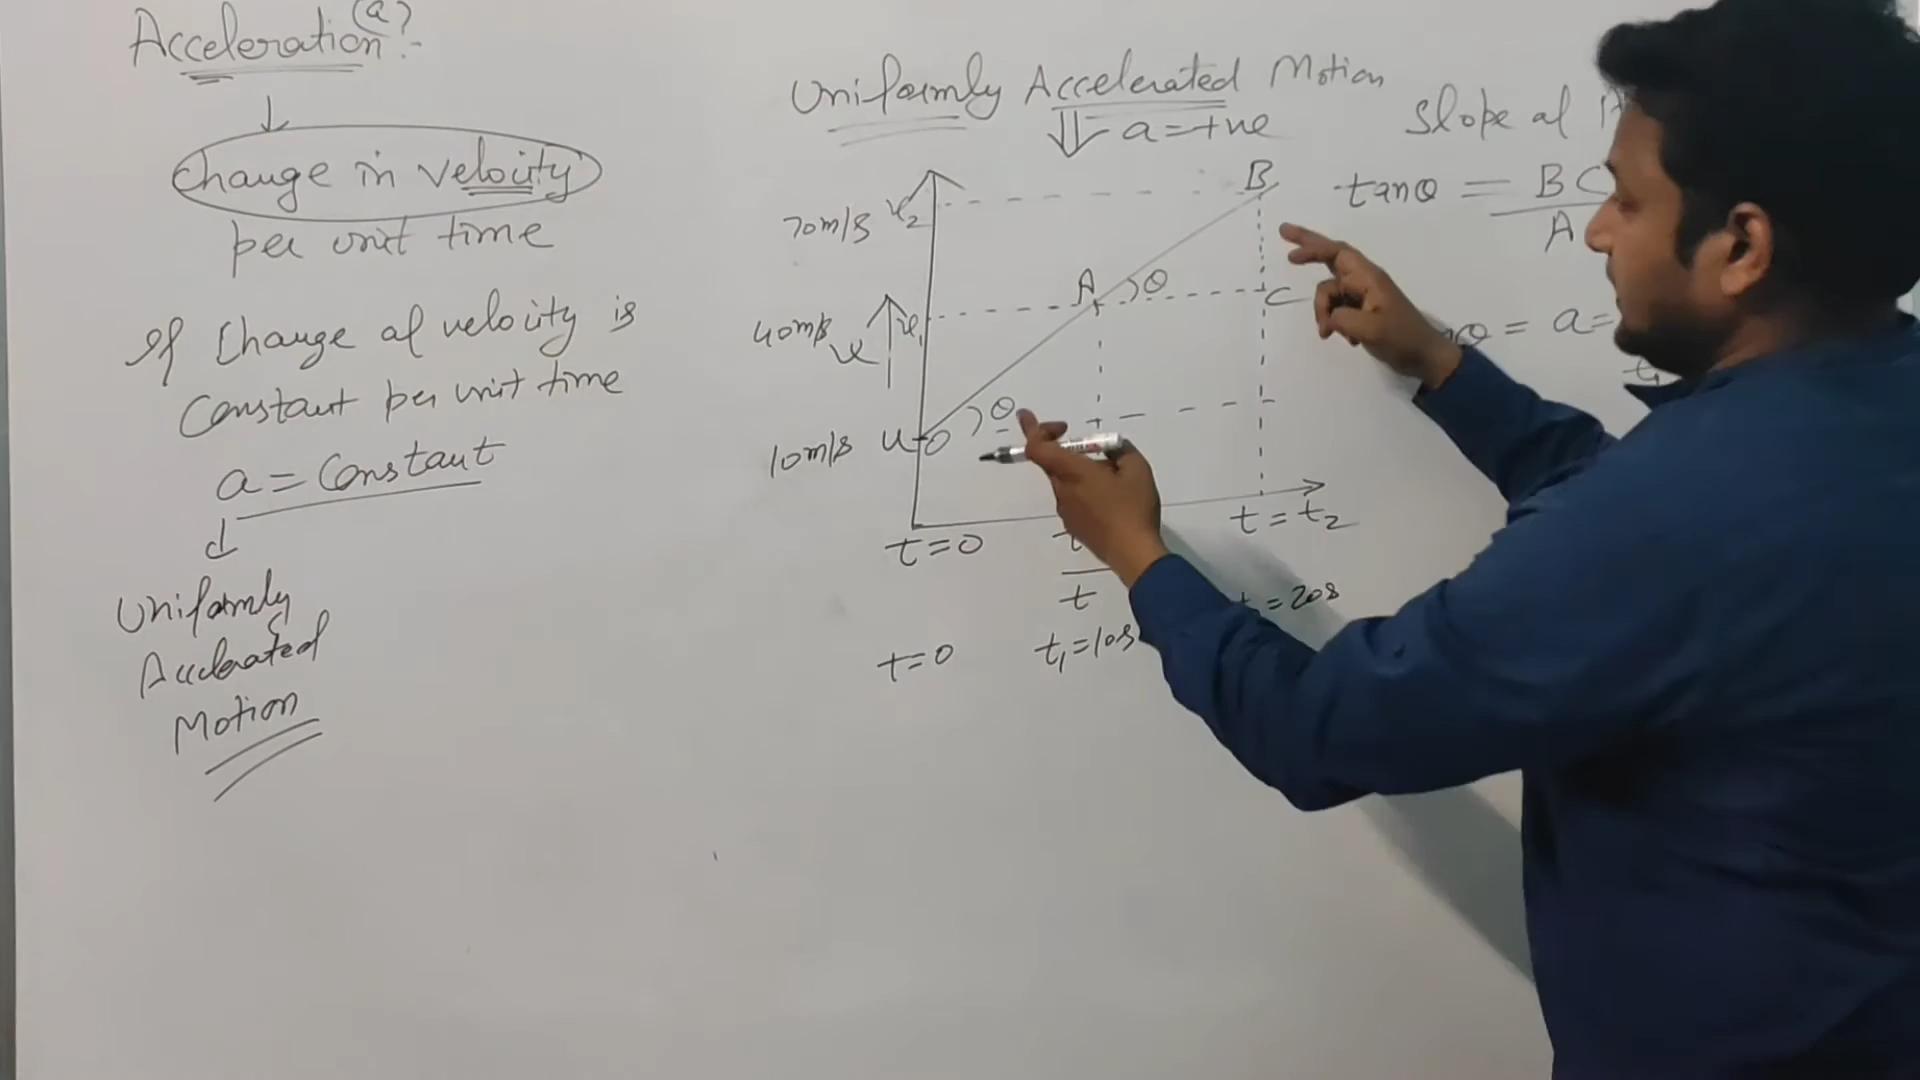 Acceleration (a) ?-
Change in velocity
per unit time
If Change of velocity is
Constant per unit time
a = Constant
Uniformly
Acclerated
Motion
Uniformly Accelerated Motion
a = +ve
70m/s v2
B
A θ
C
40m/s v1
v
10m/s u O θ
t=0
t = t2
t
t=0
t1=10s
= 20s
Slope of
tanθ = BC
A
θ = a =